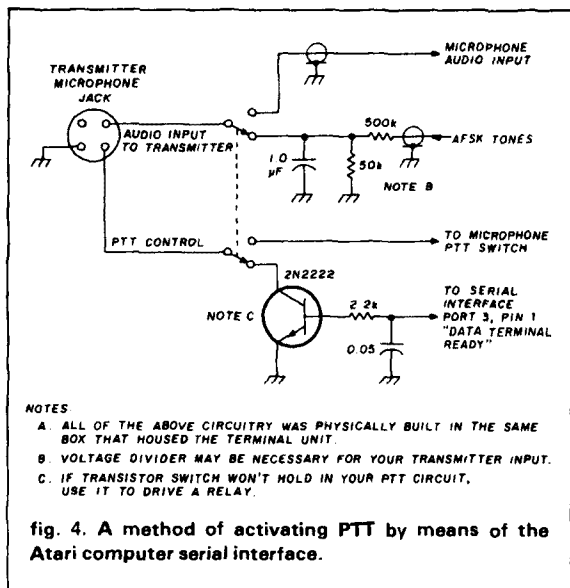 TRANSMITTER
MICROPHONE
JACK
MICROPHONE
AUDIO INPUT
AUDIO INPUT
TO TRANSMITTER
500k
AFSK TONES
1.0
µF
50k
NOTE B
PTT CONTROL
TO MICROPHONE
PTT SWITCH
2N2222
NOTE C
2.2k
0.05
TO SERIAL
INTERFACE
PORT 3, PIN 1
"DATA TERMINAL
READY"
NOTES
A. ALL OF THE ABOVE CIRCUITRY WAS PHYSICALLY BUILT IN THE SAME
BOX THAT HOUSED THE TERMINAL UNIT.
B. VOLTAGE DIVIDER MAY BE NECESSARY FOR YOUR TRANSMITTER INPUT.
C. IF TRANSISTOR SWITCH WON'T HOLD IN YOUR PTT CIRCUIT,
USE IT TO DRIVE A RELAY.
fig. 4. A method of activating PTT by means of the
Atari computer serial interface.